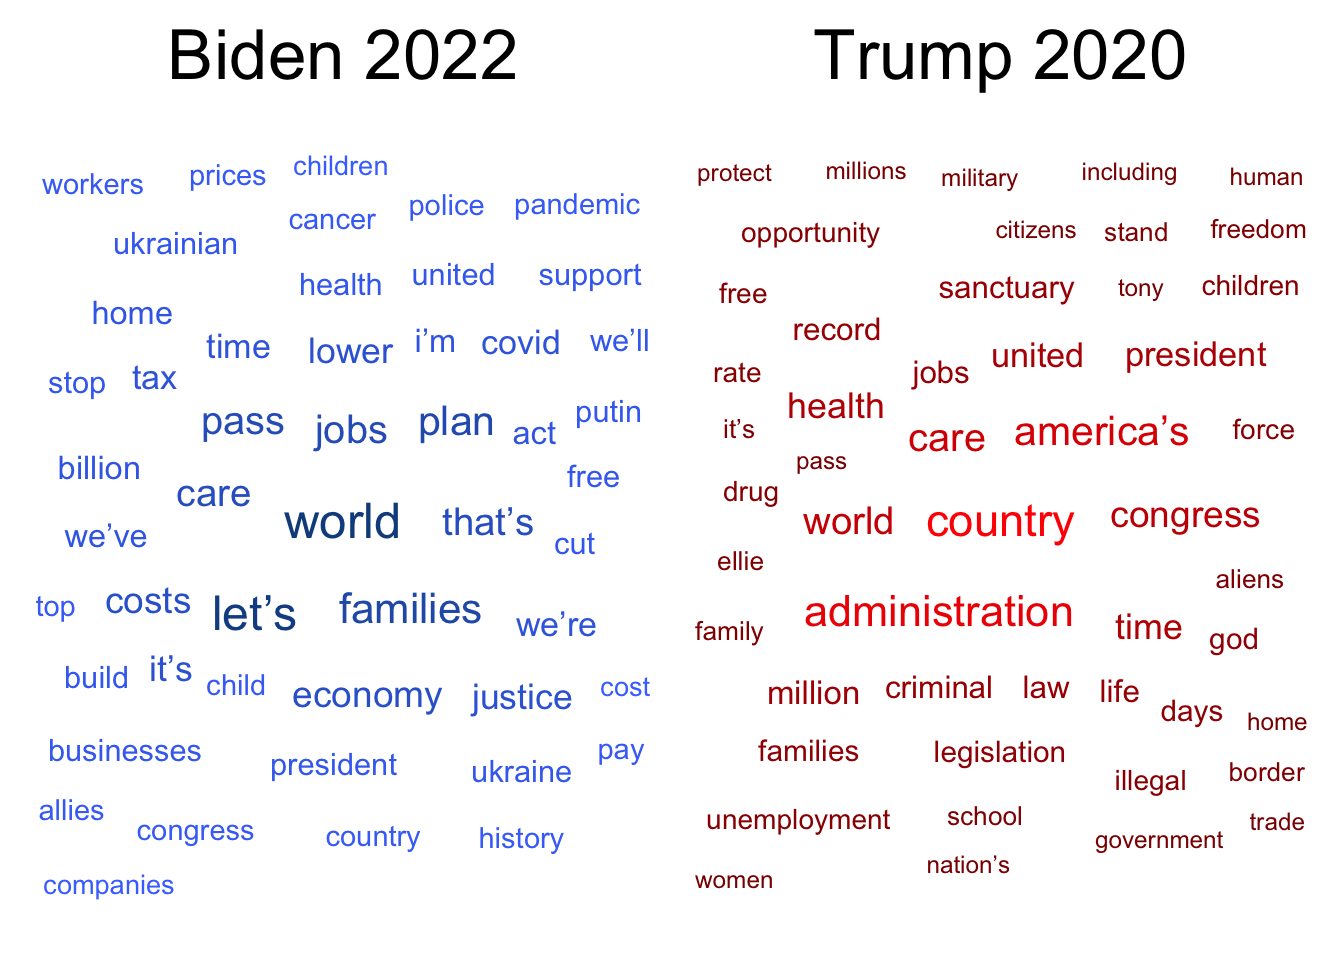 Biden 2022
workers prices children
cancer police pandemic
ukrainian
health united support
home
time lower i’m covid we’ll
stop tax
pass jobs plan act putin
billion
care free
world that’s
we’ve cut
top costs let’s families we’re
build it’s child economy justice cost
businesses president ukraine pay
allies congress country history
companies
Trump 2020
protect millions military including human
opportunity citizens stand freedom
free sanctuary tony children
record
rate jobs united president
health
it’s care america’s force
pass
drug
world country congress
ellie aliens
administration
family time god
million criminal law life days home
families legislation illegal border
unemployment school government trade
women nation’s